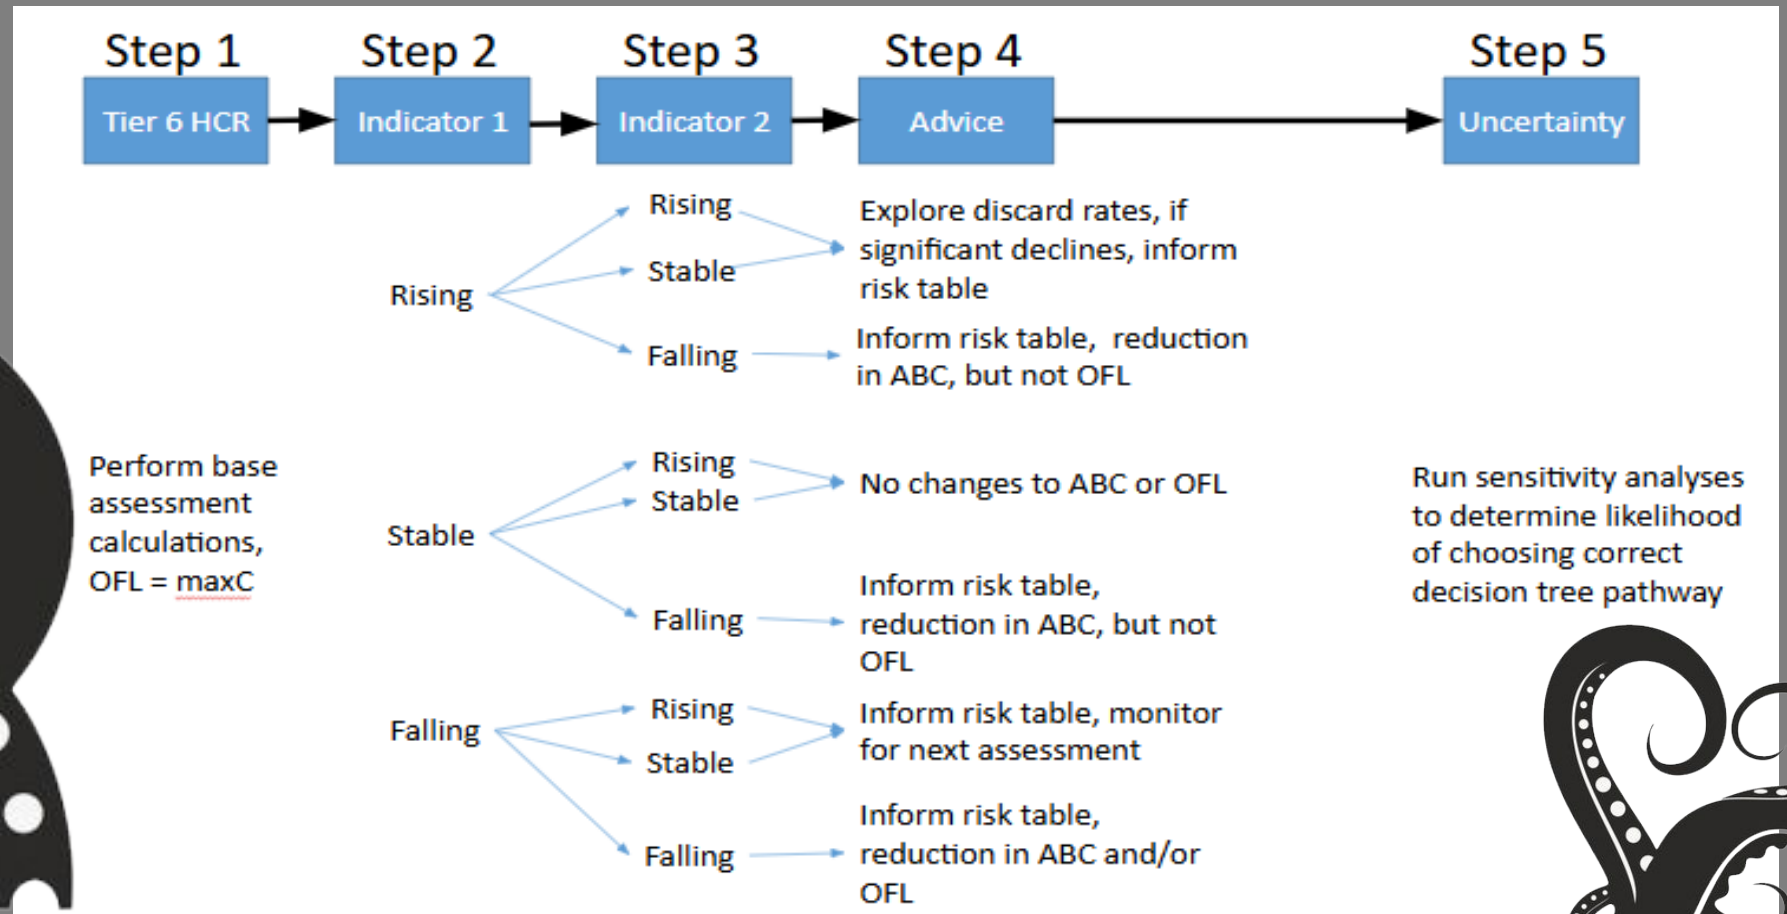 Step 1
Step 2
Step 3
Step 4
Step 5
Tier 6 HCR
Indicator 1
Indicator 2
Advice
Uncertainty
Perform base
assessment
calculations,
OFL = maxC
Rising
Rising
Stable
Falling
Explore discard rates, if
significant declines, inform
risk table
Inform risk table,  reduction
in ABC, but not OFL
Stable
Rising
Stable
Falling
No changes to ABC or OFL
Inform risk table,
reduction in ABC, but not
OFL
Falling
Rising
Stable
Falling
Inform risk table, monitor
for next assessment
Inform risk table,
reduction in ABC and/or
OFL
Run sensitivity analyses
to determine likelihood
of choosing correct
decision tree pathway